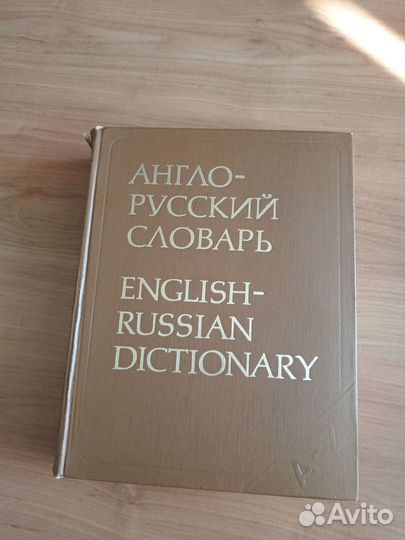 АНГЛО-
РУССКИЙ
СЛОВАРЬ
ENGLISH-
RUSSIAN
DICTIONARY
A-Z
Avito